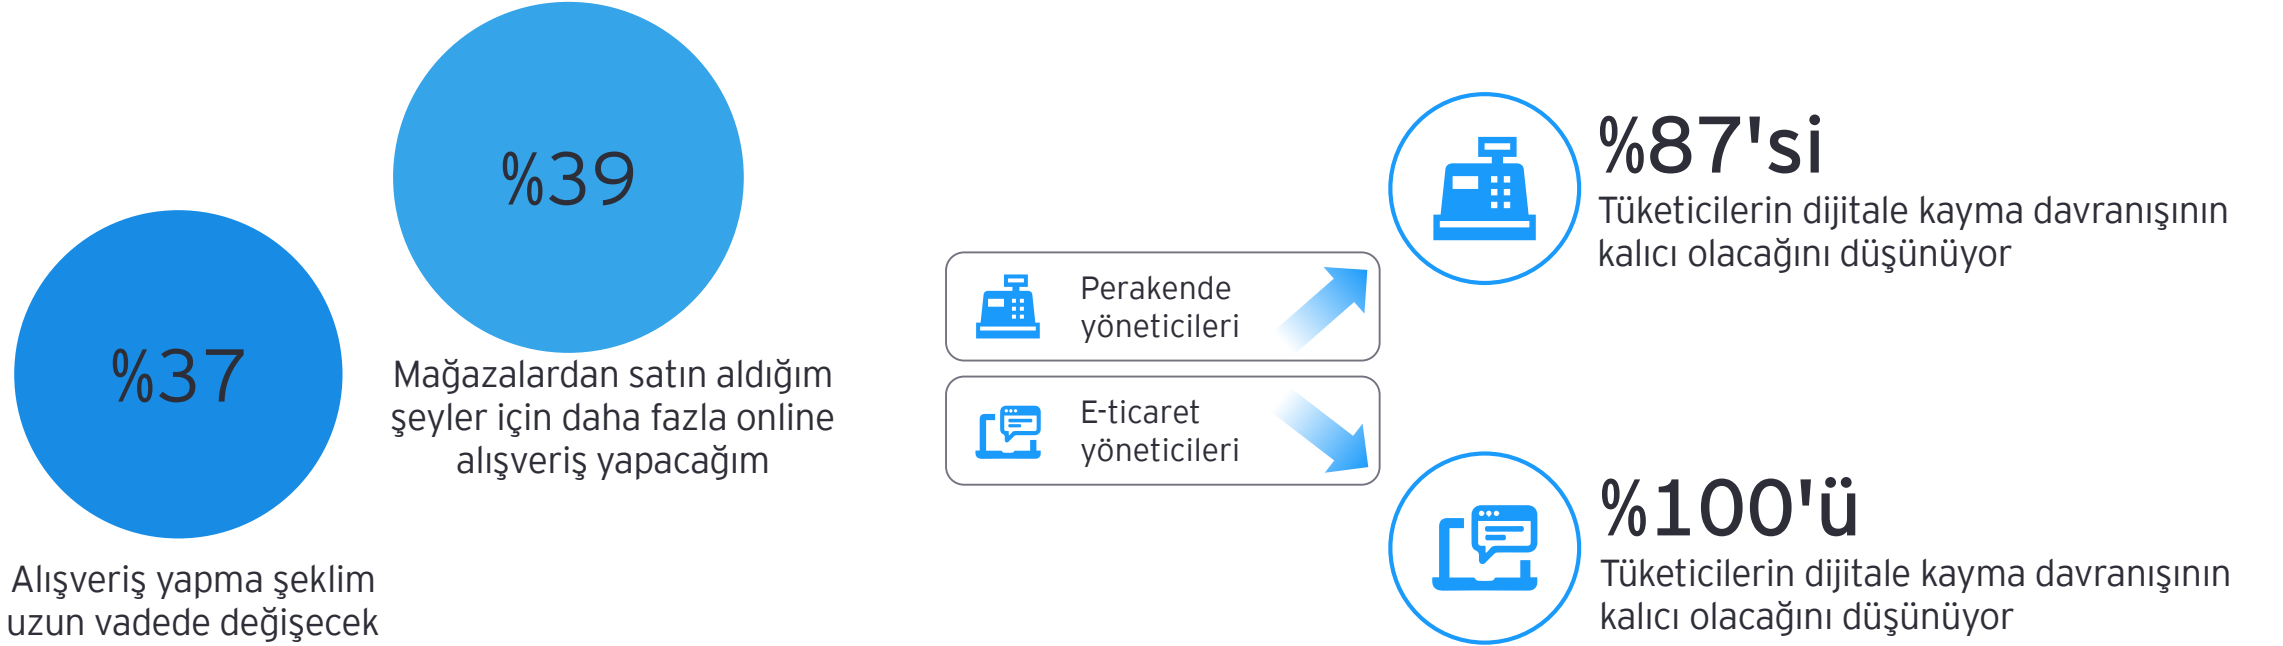 %37
Alışveriş yapma şeklim
uzun vadede değişecek
%39
Mağazalardan satın aldığım
şeyler için daha fazla online
alışveriş yapacağım
Perakende
yöneticileri
E-ticaret
yöneticileri
%87'si
Tüketicilerin dijitale kayma davranışının
kalıcı olacağını düşünüyor
%100'ü
Tüketicilerin dijitale kayma davranışının
kalıcı olacağını düşünüyor